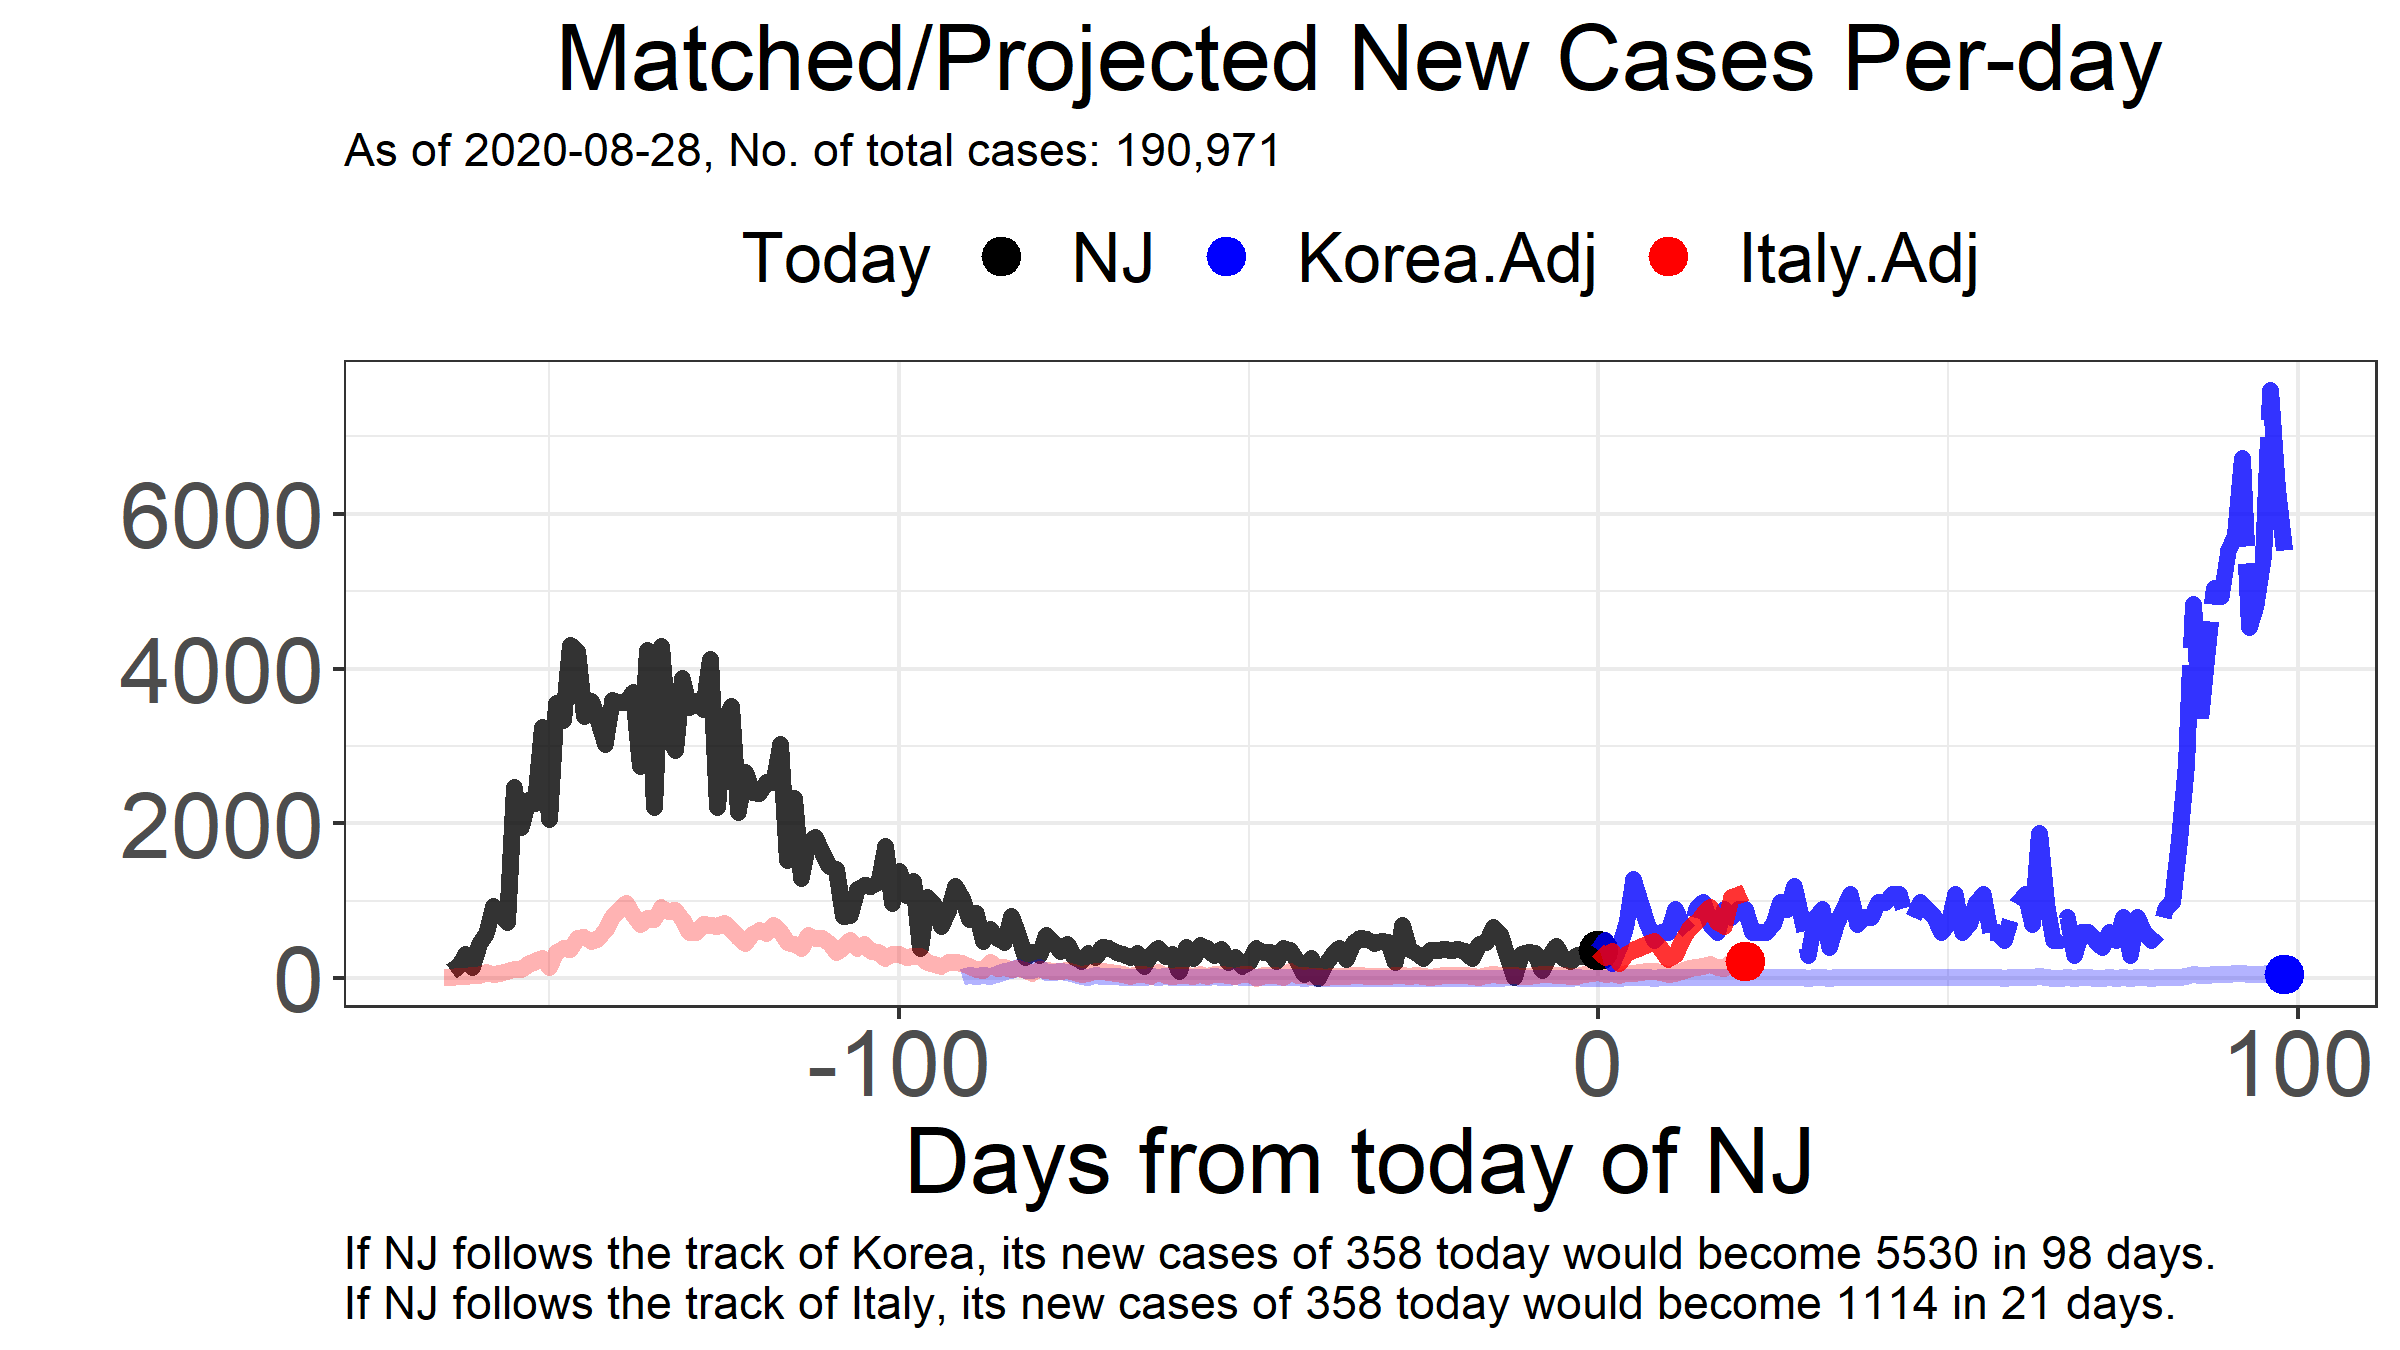 Matched/Projected New Cases Per-day
As of 2020-08-28, No. of total cases: 190,971
Today NJ Korea.Adj Italy.Adj
6000
4000
2000
0
-100 0 100
Days from today of NJ
If NJ follows the track of Korea, its new cases of 358 today would become 5530 in 98 days.
If NJ follows the track of Italy, its new cases of 358 today would become 1114 in 21 days.